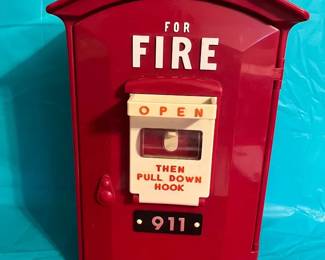 FOR
FIRE
OPEN
THEN
PULL DOWN
HOOK
911